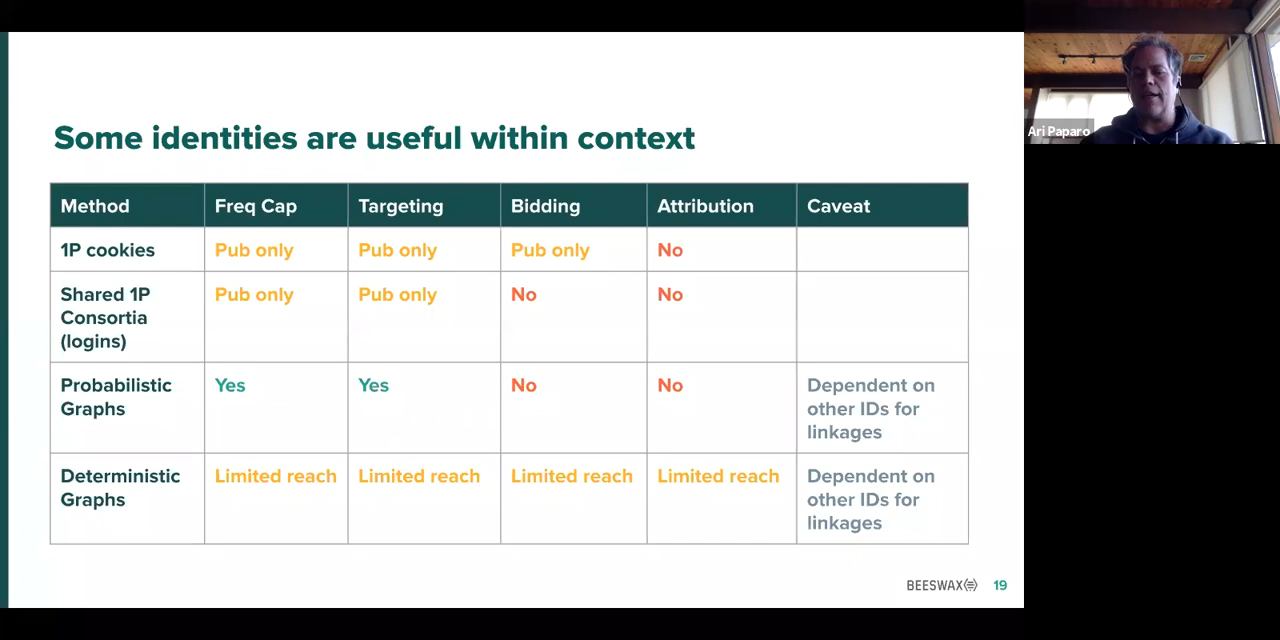 Ari Paparo
Some identities are useful within context
Method Freq Cap Targeting Bidding Attribution Caveat
1P cookies Pub only Pub only Pub only No
Shared 1P Pub only Pub only No No
Consortia
(logins)
Probabilistic Yes Yes No No Dependent on
Graphs other IDs for
linkages
Deterministic Limited reach Limited reach Limited reach Limited reach Dependent on
Graphs other IDs for
linkages
BEESWAX 19